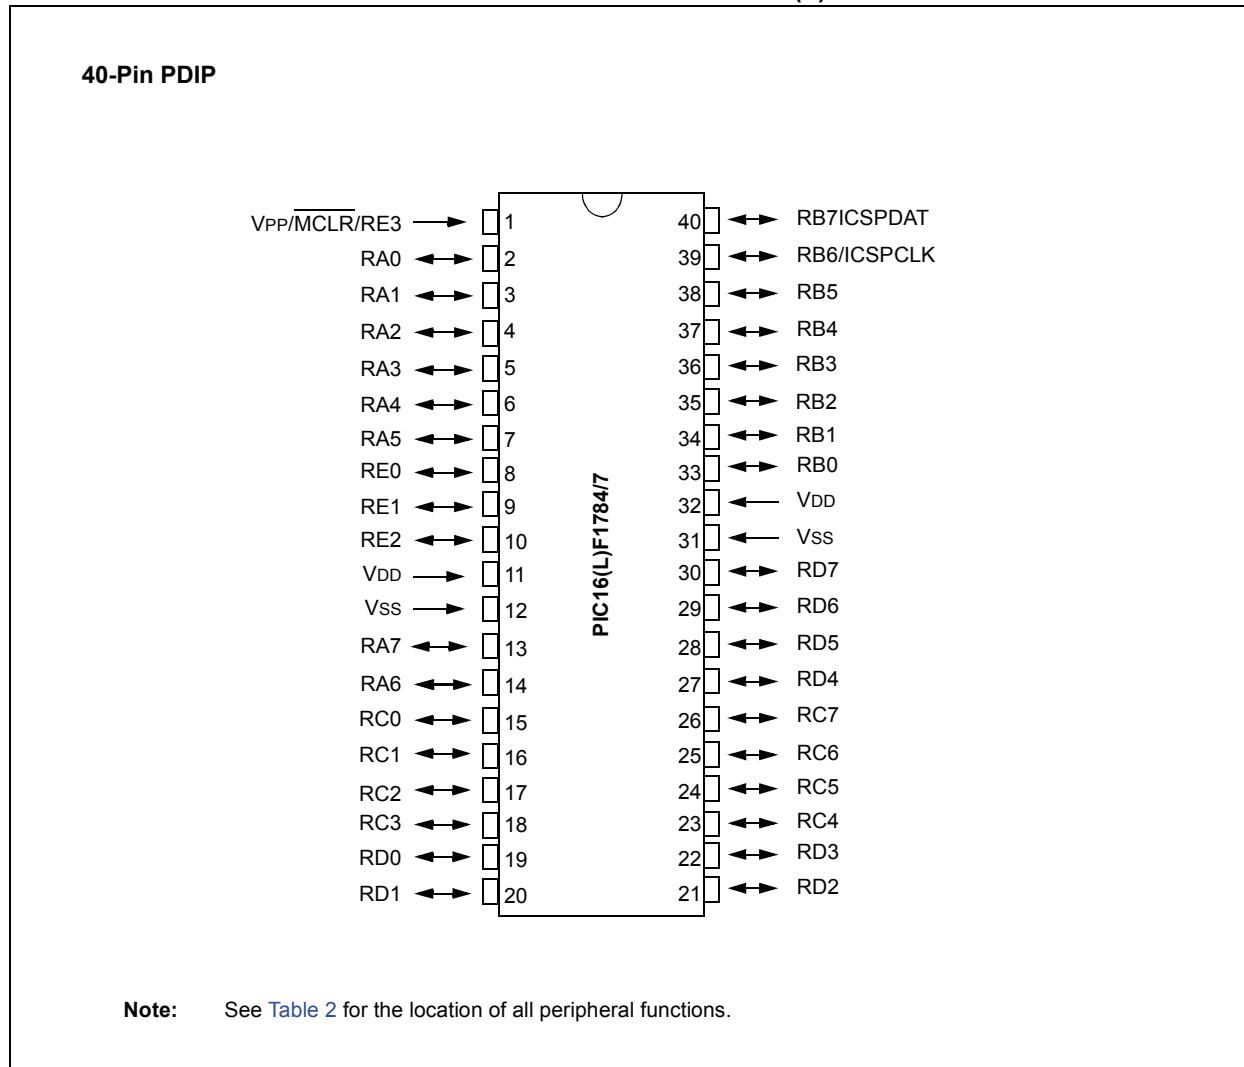 40-Pin PDIP
VPP/MCLR/RE3 1 40 RB7ICSPDAT
RA0 2 39 RB6/ICSPCLK
RA1 3 38 RB5
RA2 4 37 RB4
RA3 5 36 RB3
RA4 6 35 RB2
RA5 7 34 RB1
RE0 8 33 RB0
RE1 9 32 VDD
RE2 10 31 VSS
VDD 11 30 RD7
VSS 12 29 RD6
RA7 13 28 RD5
RA6 14 27 RD4
RC0 15 26 RC7
RC1 16 25 RC6
RC2 17 24 RC5
RC3 18 23 RC4
RD0 19 22 RD3
RD1 20 21 RD2
PIC16(L)F1784/7
Note: See Table 2 for the location of all peripheral functions.